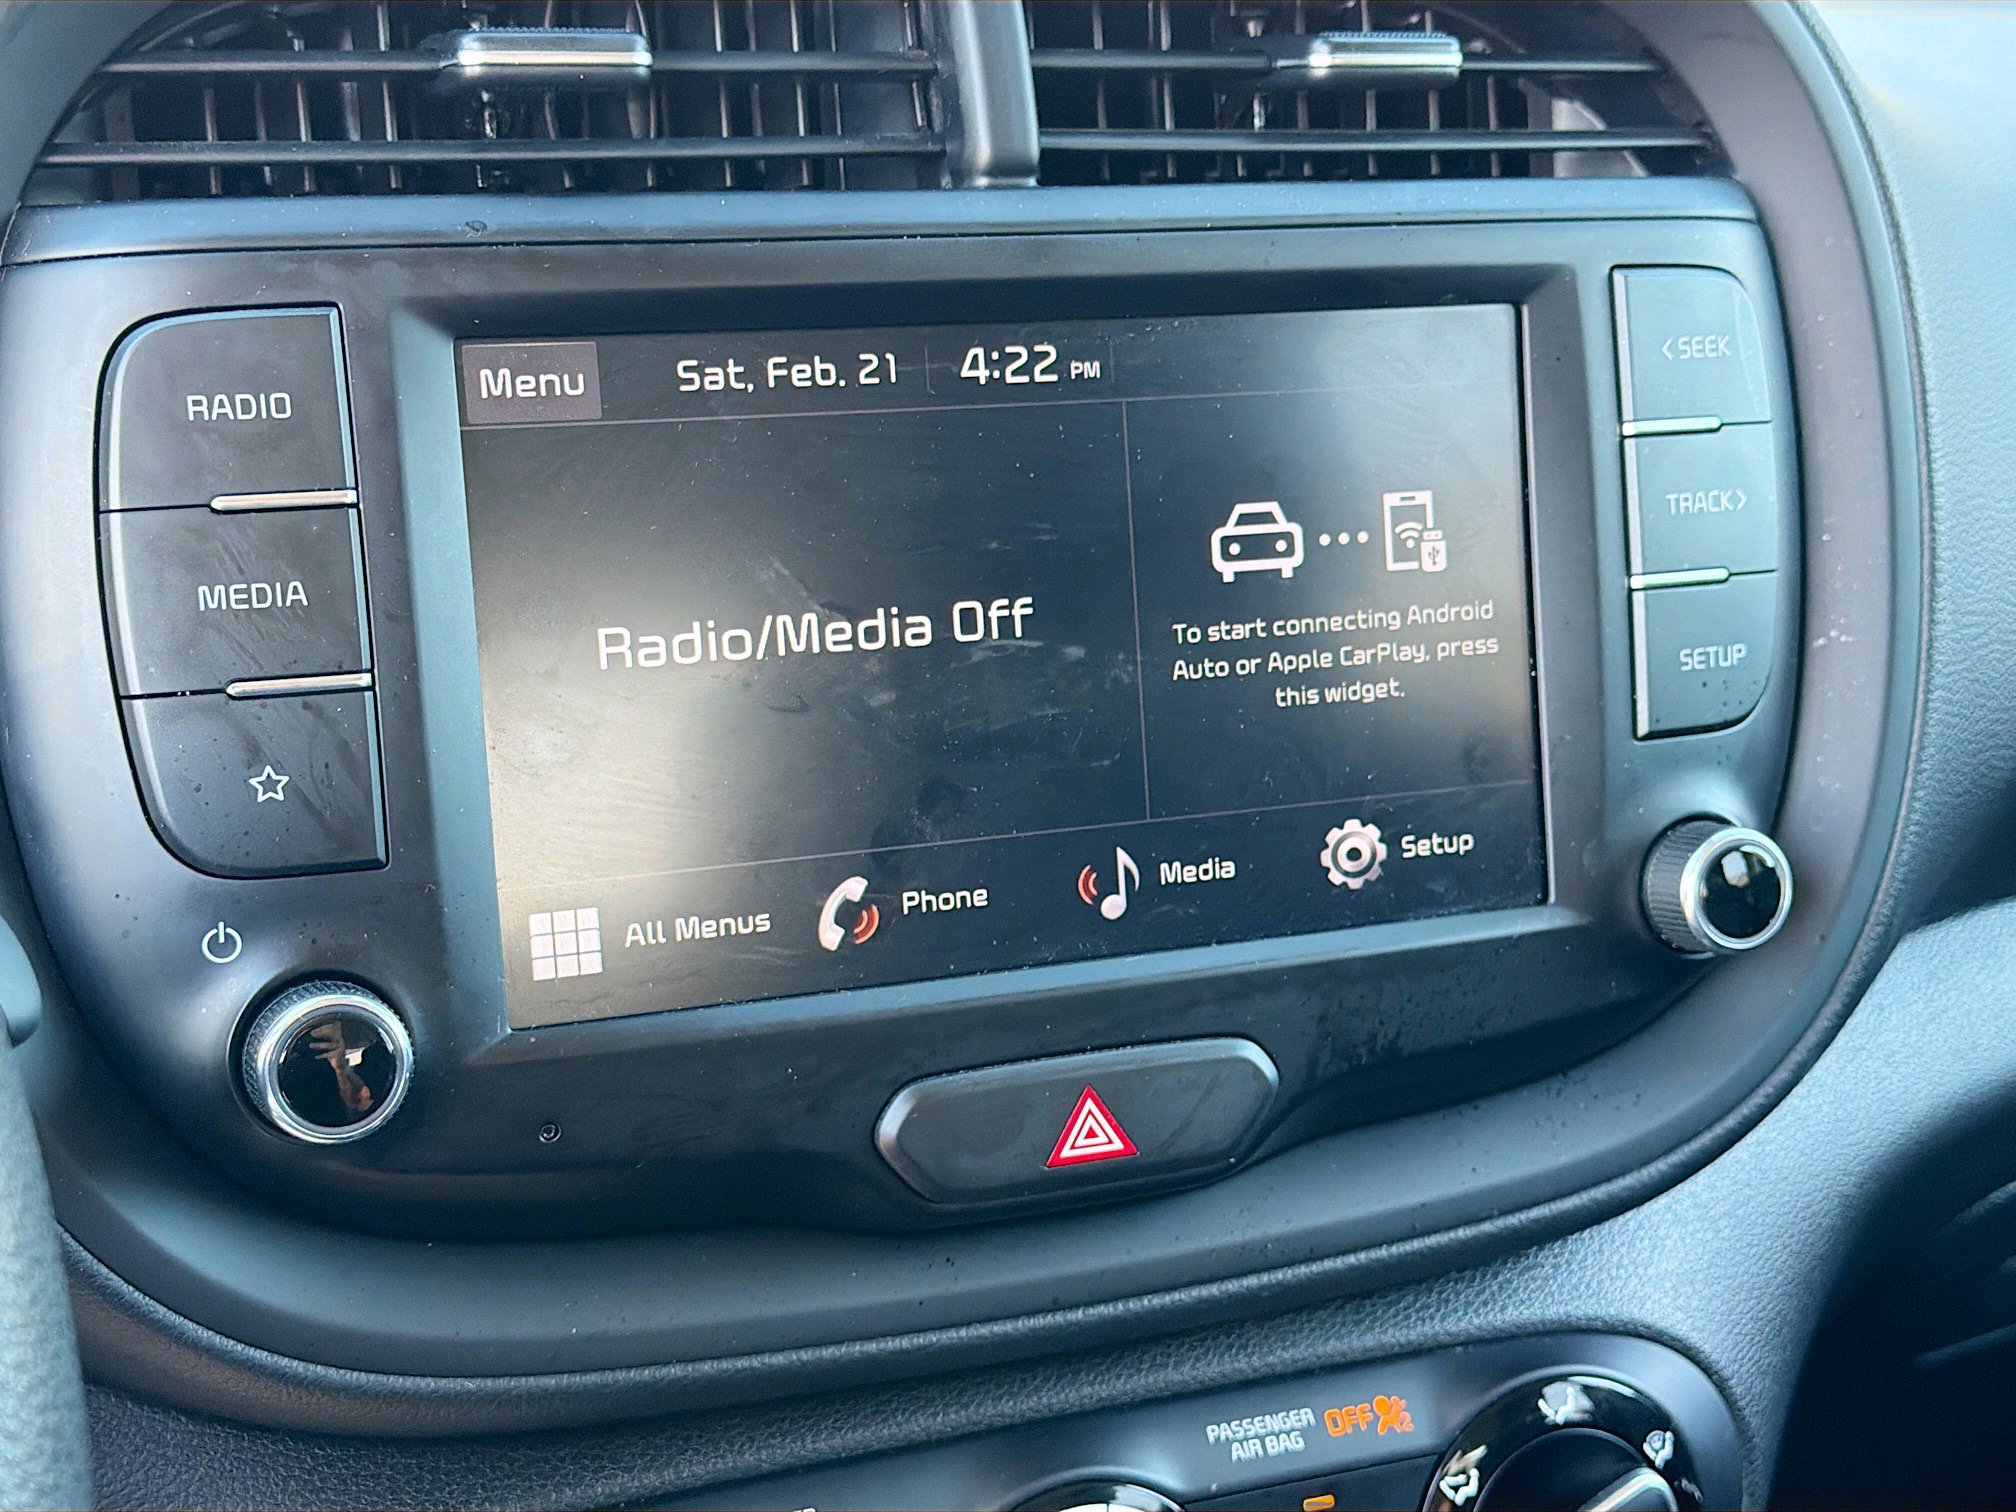 Menu
Sat, Feb. 21
4:22 PM
RADIO
MEDIA
Radio/Media Off
To start connecting Android
Auto or Apple CarPlay, press
this widget.
All Menus
Phone
Media
Setup
<SEEK
TRACK>
SETUP
PASSENGER
AIR BAG
OFF